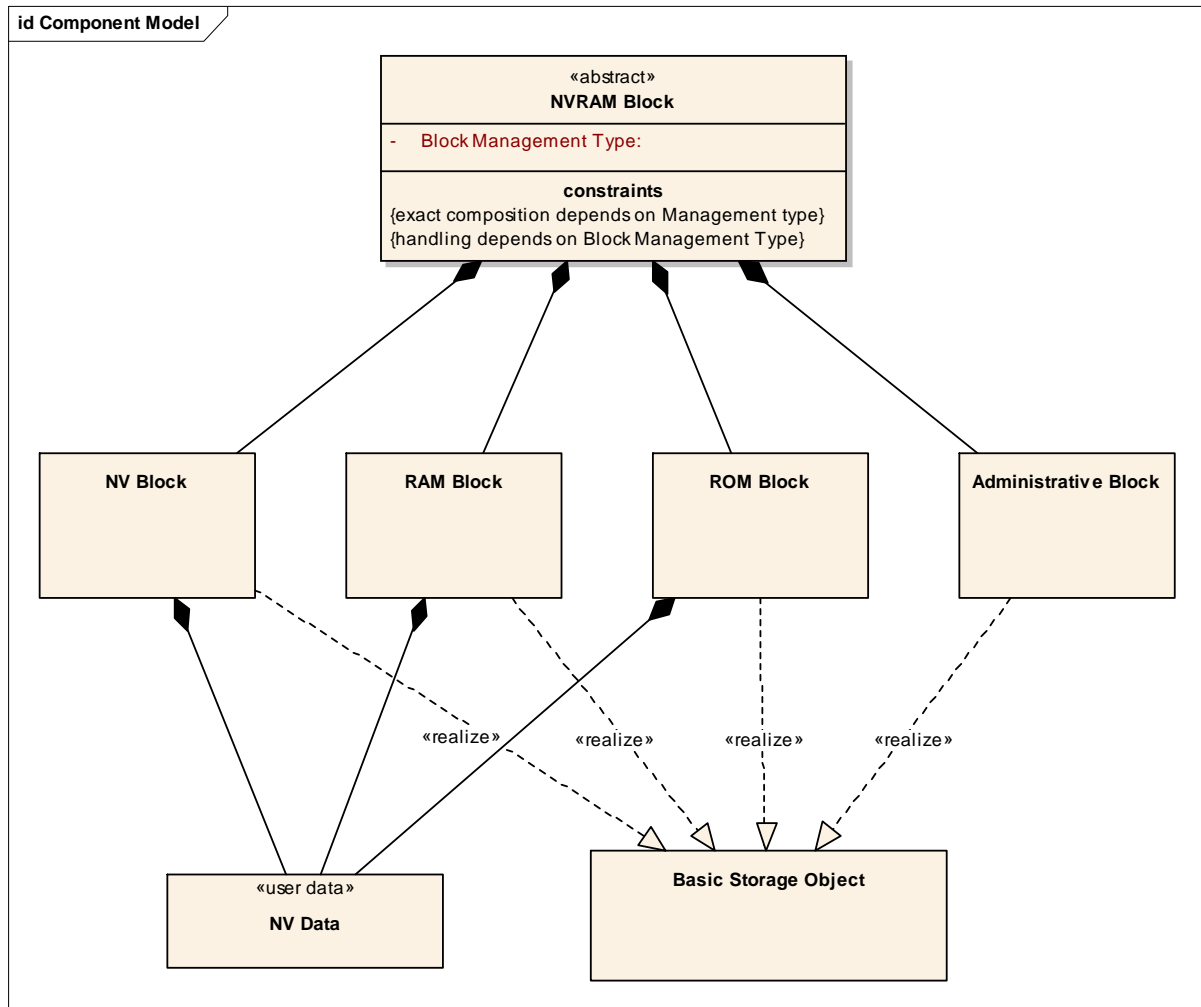 id Component Model
«abstract»
NVRAM Block
- Block Management Type:
constraints
{exact composition depends on Management type}
{handling depends on Block Management Type}
NV Block
RAM Block
ROM Block
Administrative Block
«realize»
«realize»
«realize»
«realize»
«user data»
NV Data
Basic Storage Object